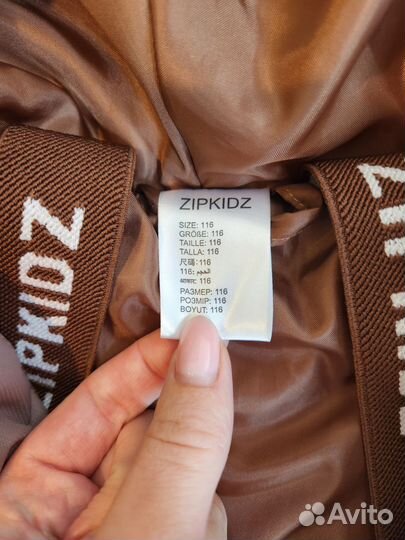 ZIPKIDZ
SIZE: 116
GRÖßE: 116
TAILLE: 116
TALLA: 116
尺碼: 116
الحجم: 116
आकार: 116
РАЗМЕР: 116
РОЗМІР: 116
BOYUT: 116
ZIPKIDZ
Avito